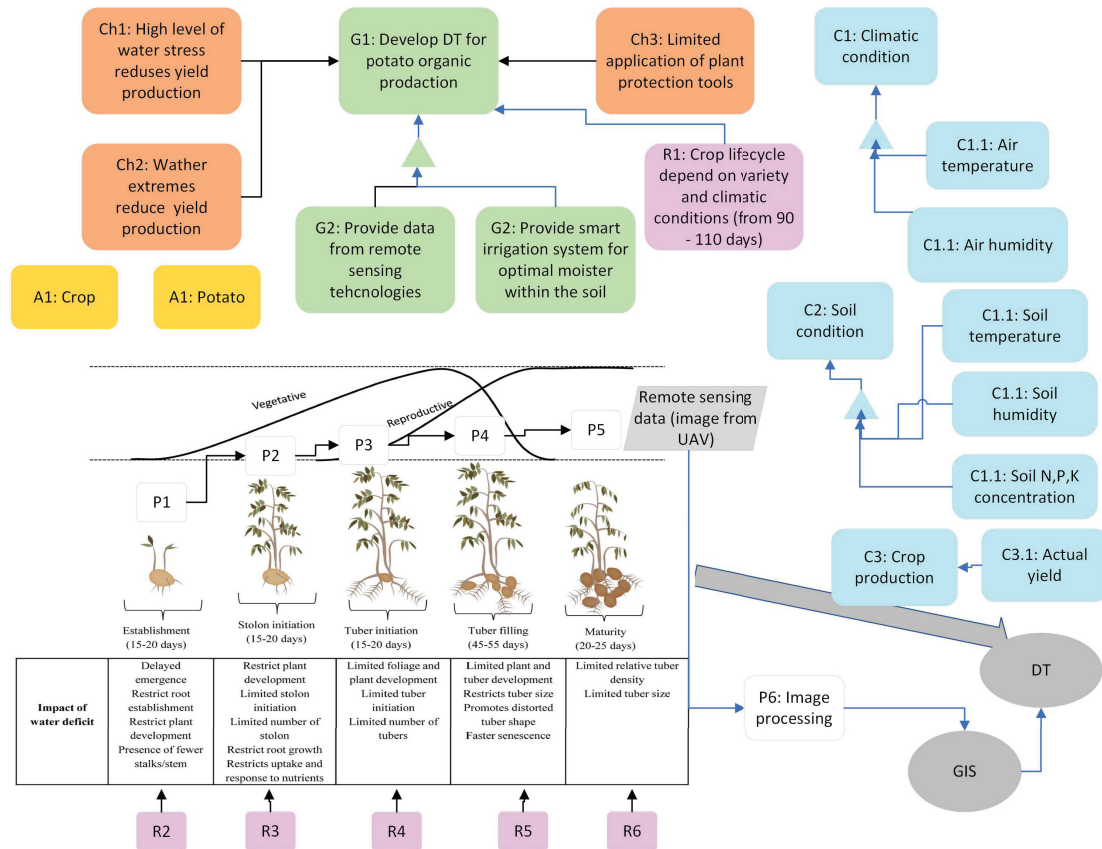 Ch1: High level of
water stress
reduses yield
production
G1: Develop DT for
potato organic
prodaction
Ch3: Limited
application of plant
protection tools
C1: Climatic
condition
Ch2: Wather
extremes
reduce yield
production
R1: Crop lifecycle
depend on variety
and climatic
conditions (from 90
- 110 days)
C1.1: Air
temperature
G2: Provide data
from remote
sensing
tehcnologies
G2: Provide smart
irrigation system for
optimal moister
within the soil
C1.1: Air humidity
A1: Crop
A1: Potato
C2: Soil
condition
C1.1: Soil
temperature
C1.1: Soil
humidity
C1.1: Soil N,P,K
concentration
Vegetative
Reproductive
Remote sensing
data (image from
UAV)
P1
P2
P3
P4
P5
C3: Crop
production
C3.1: Actual
yield
Establishment
(15-20 days)
Stolon initiation
(15-20 days)
Tuber initiation
(15-20 days)
Tuber filling
(45-55 days)
Maturity
(20-25 days)
Impact of
water deficit
Delayed
emergence
Restrict root
establishment
Restrict plant
development
Presence of fewer
stalks/stem
Restrict plant
development
Limited stolon
initiation
Limited number of
stolon
Restrict root growth
Restricts uptake and
response to nutrients
Limited foliage and
plant development
Limited tuber
initiation
Limited number of
tubers
Limited plant and
tuber development
Restricts tuber size
Promotes distorted
tuber shape
Faster senescence
Limited relative tuber
density
Limited tuber size
P6: Image
processing
DT
GIS
R2
R3
R4
R5
R6